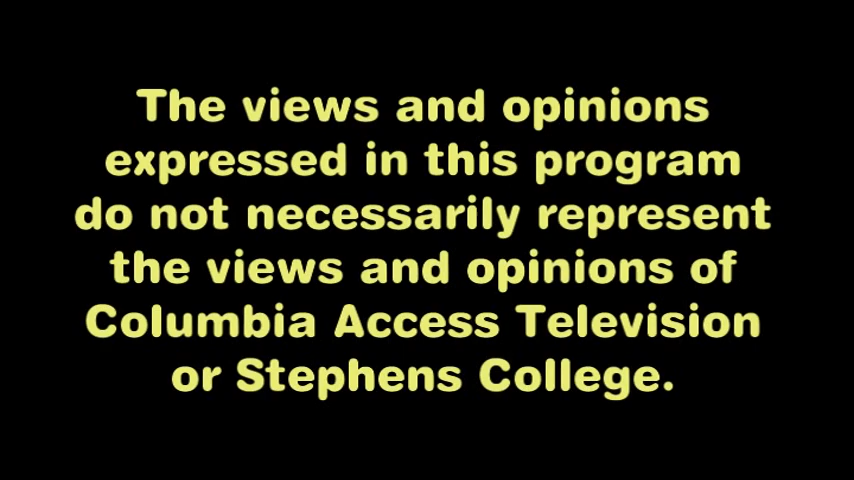 The views and opinions
expressed in this program
do not necessarily represent
the views and opinions of
Columbia Access Television
or Stephens College.